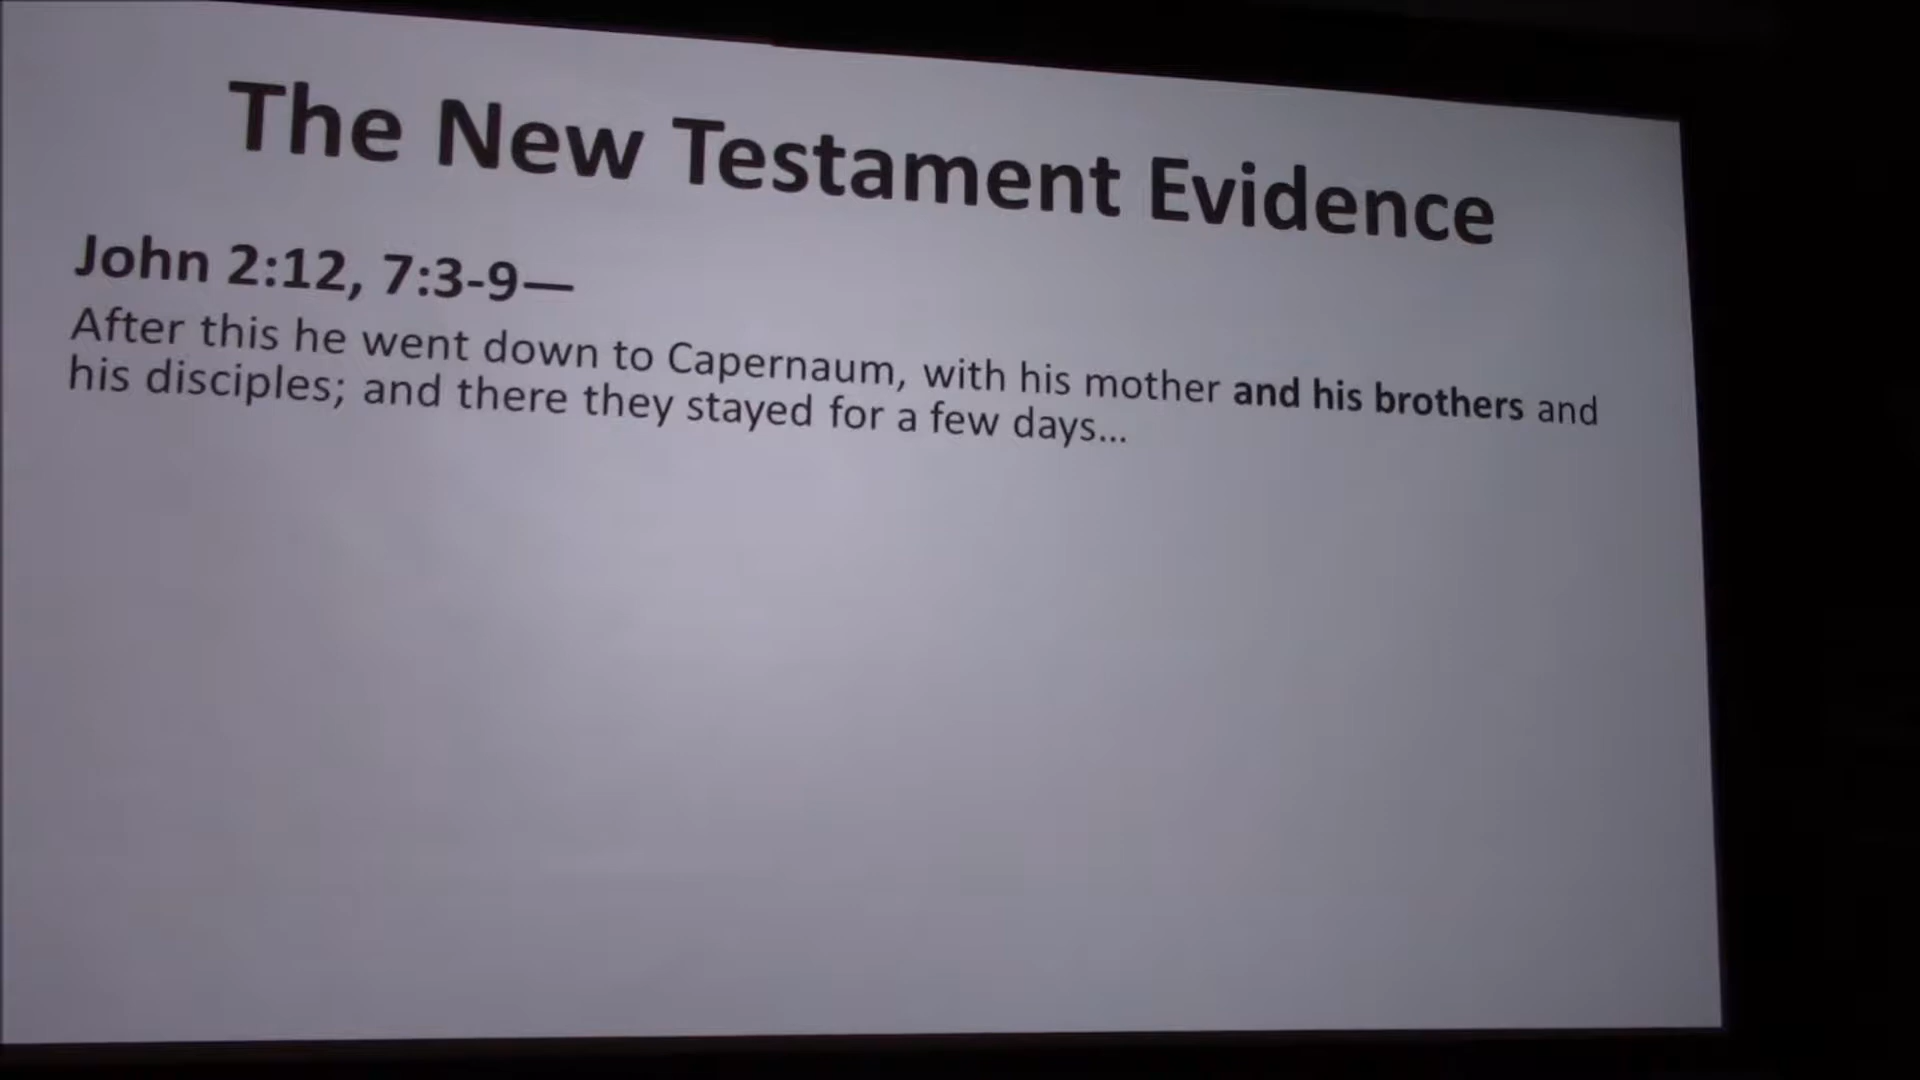 The New Testament Evidence
John 2:12, 7:3-9—
After this he went down to Capernaum, with his mother and his brothers and
his disciples; and there they stayed for a few days...